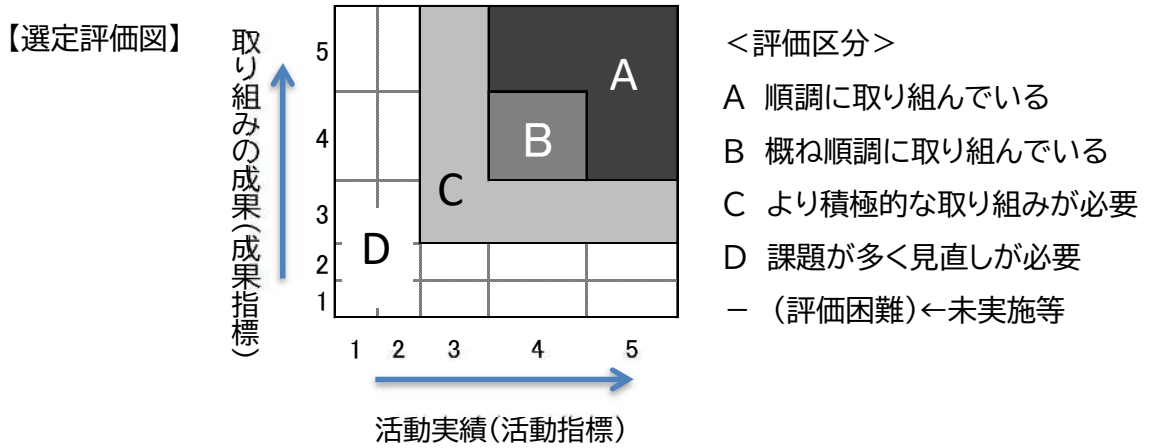 【選定評価図】
取り組みの成果(成果指標)
5
4
3
2
1
A
B
C
D
1 2 3 4 5
活動実績(活動指標)
＜評価区分＞
A 順調に取り組んでいる
B 概ね順調に取り組んでいる
C より積極的な取り組みが必要
D 課題が多く見直しが必要
－ (評価困難)←未実施等